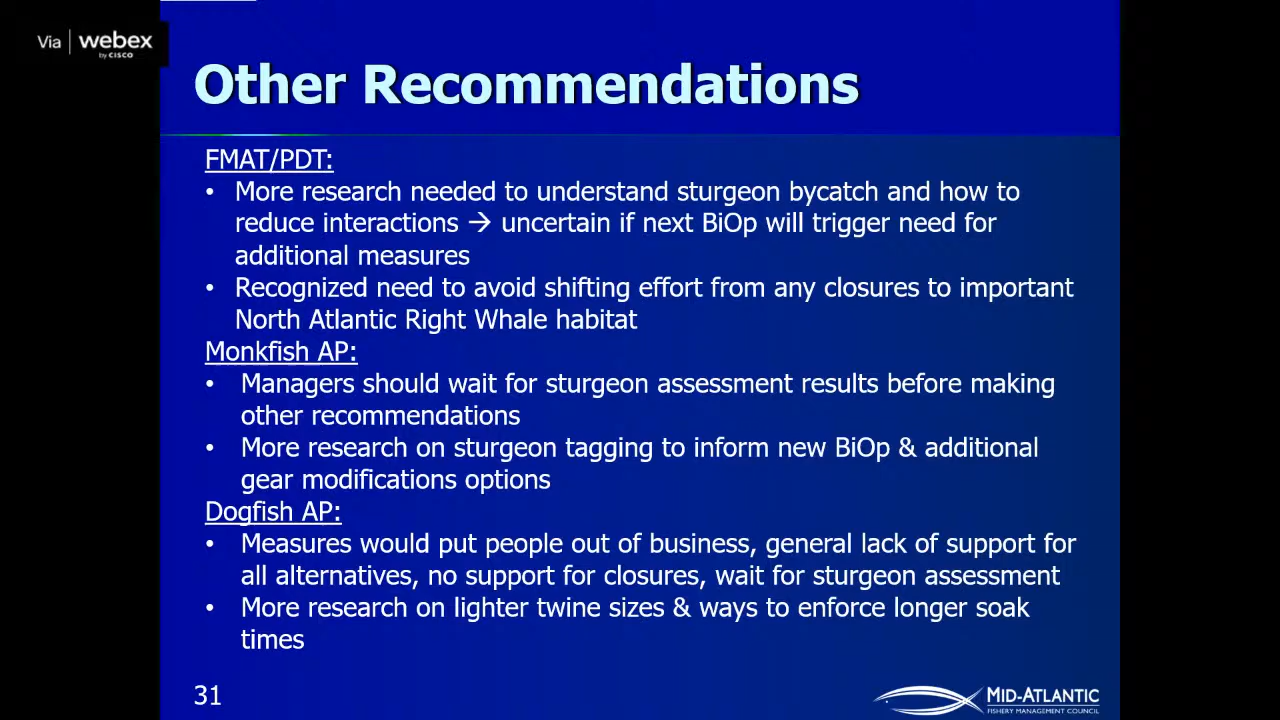 Via webex
by CISCO
Other Recommendations
FMAT/PDT:
• More research needed to understand sturgeon bycatch and how to
reduce interactions → uncertain if next BiOp will trigger need for
additional measures
• Recognized need to avoid shifting effort from any closures to important
North Atlantic Right Whale habitat
Monkfish AP:
• Managers should wait for sturgeon assessment results before making
other recommendations
• More research on sturgeon tagging to inform new BiOp & additional
gear modifications options
Dogfish AP:
• Measures would put people out of business, general lack of support for
all alternatives, no support for closures, wait for sturgeon assessment
• More research on lighter twine sizes & ways to enforce longer soak
times
31
MID-ATLANTIC
FISHERY MANAGEMENT COUNCIL